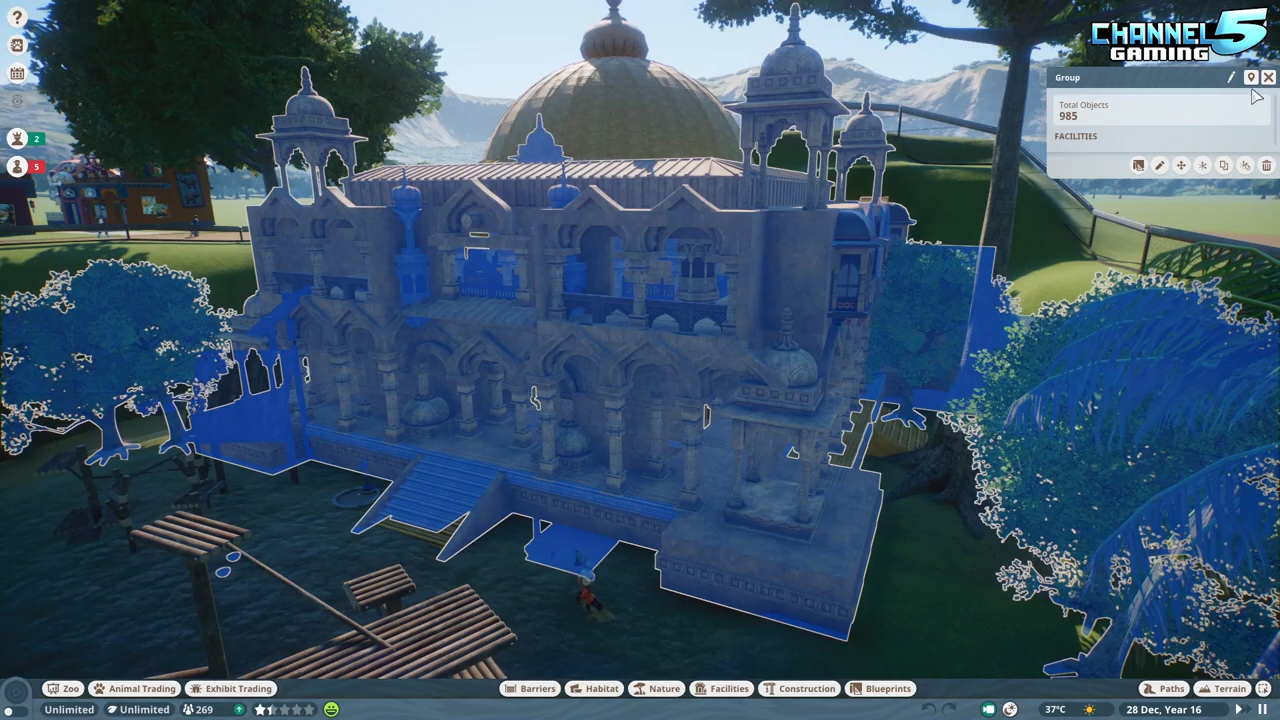 CHANNEL 5
GAMING
Group
Total Objects
985
FACILITIES
2
5
Zoo
Animal Trading
Exhibit Trading
Barriers
Habitat
Nature
Facilities
Construction
Blueprints
Paths
Terrain
Unlimited
Unlimited
269
37°C
28 Dec, Year 16